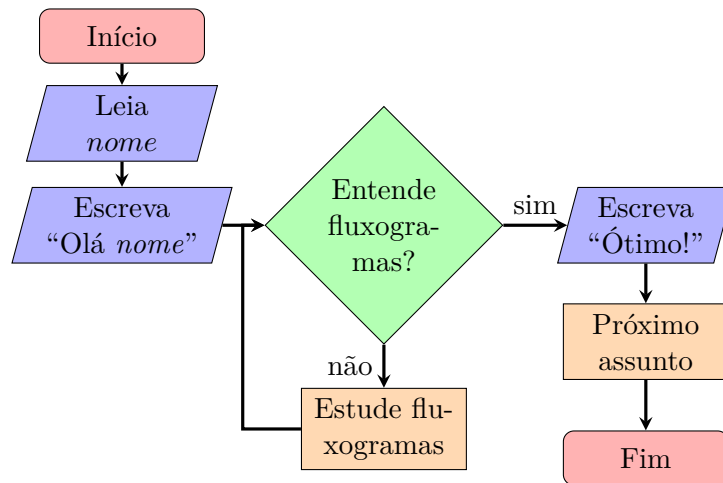 Início
Leia
nome
Escreva
“Olá nome”
Entende
fluxogra-
mas?
sim
Escreva
“Ótimo!”
Próximo
assunto
não
Estude flu-
xogramas
Fim